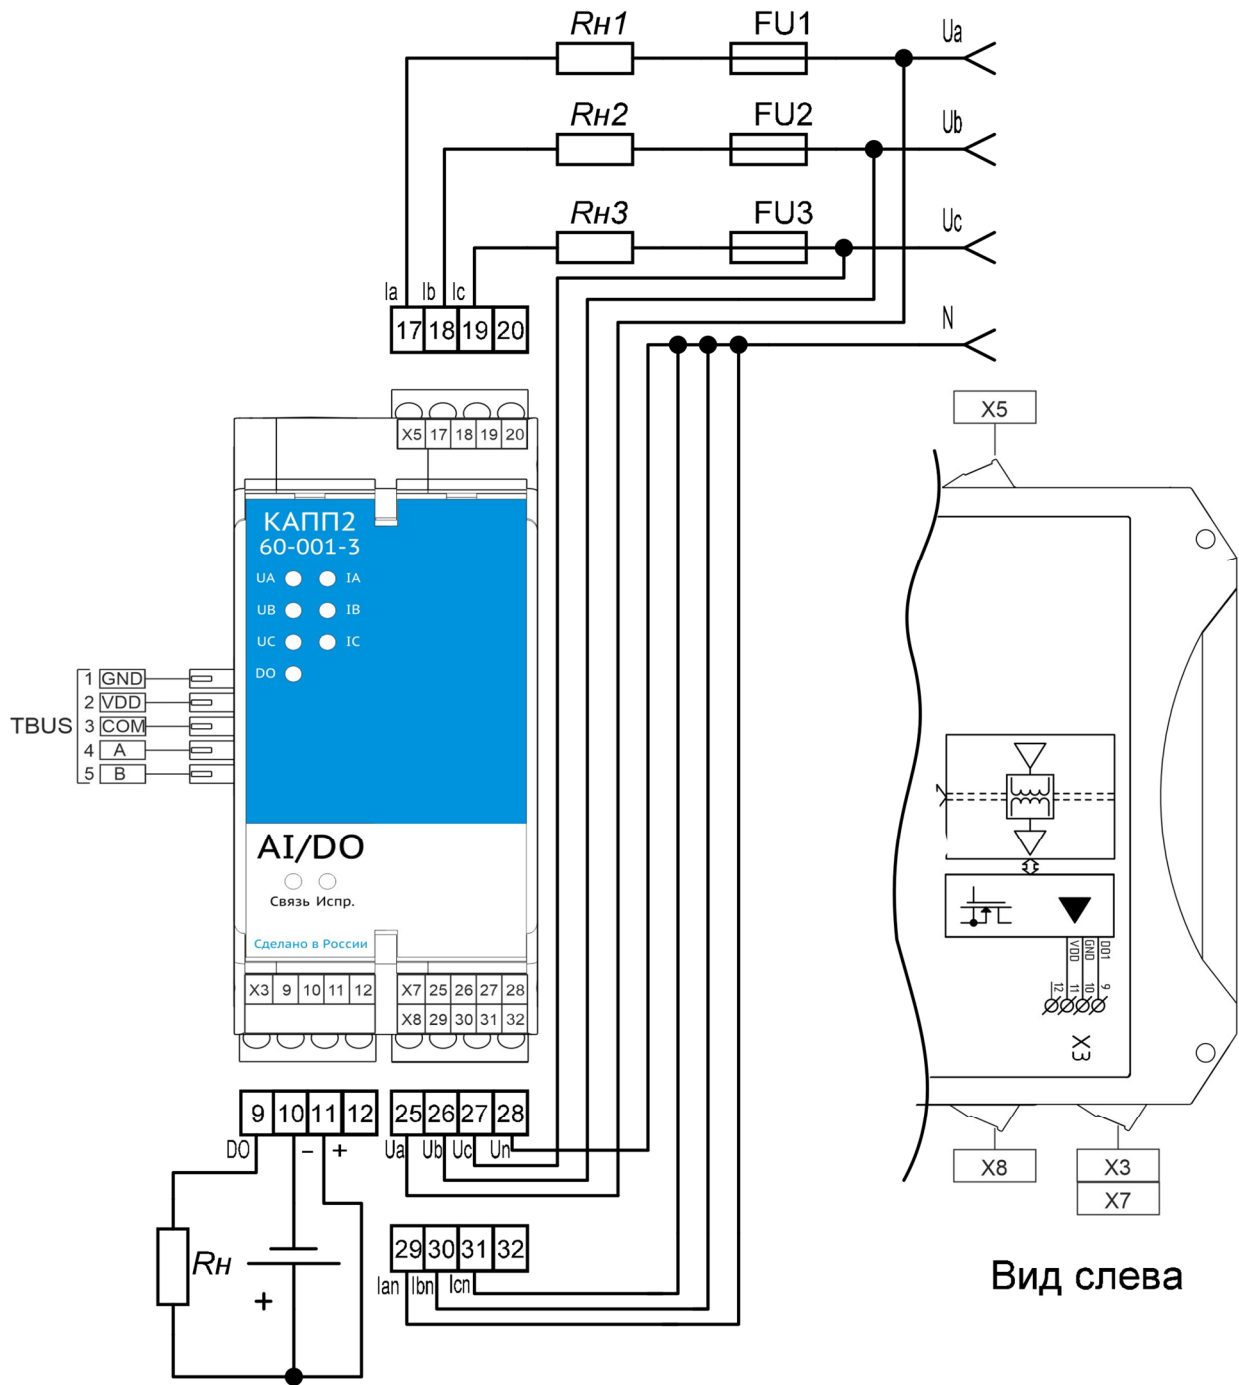 Rн1 FU1 Ua
Rн2 FU2 Ub
Rн3 FU3 Uc
Ia Ib Ic
N
17 18 19 20
X5
X5 17 18 19 20
КАПП2
60-001-3
UA IA
UB IB
UC IC
DO
TBUS
1 GND
2 VDD
3 COM
4 A
5 B
AI/DO
Связь Испр.
Сделано в России
X3 9 10 11 12
X7 25 26 27 28
X8 29 30 31 32
VDD GND DO1
12 11 10 9
X3
9 10 11 12
25 26 27 28
DO - +
Ua Ub Uc Un
X8
X3
X7
Rн
+
29 30 31 32
Ian Ibn Icn
Вид слева